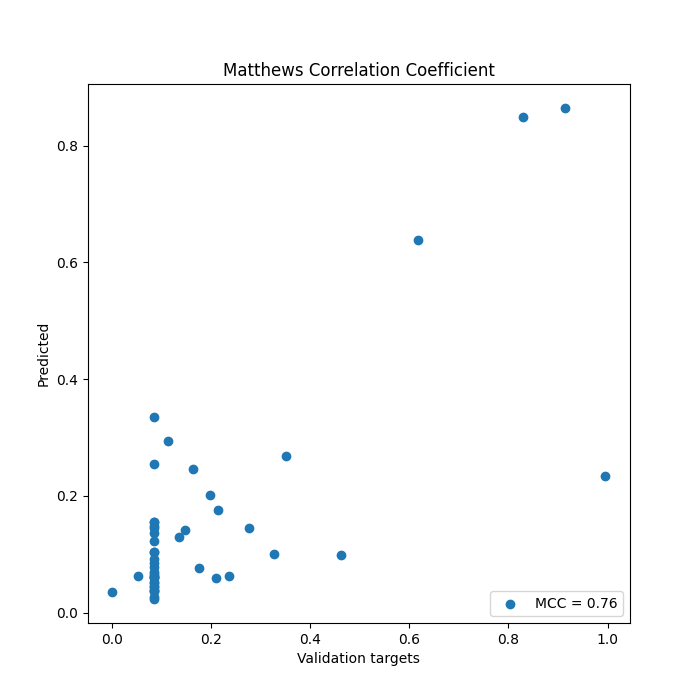 Matthews Correlation Coefficient
Predicted
0.8
0.6
0.4
0.2
0.0
0.0 0.2 0.4 0.6 0.8 1.0
Validation targets
MCC = 0.76